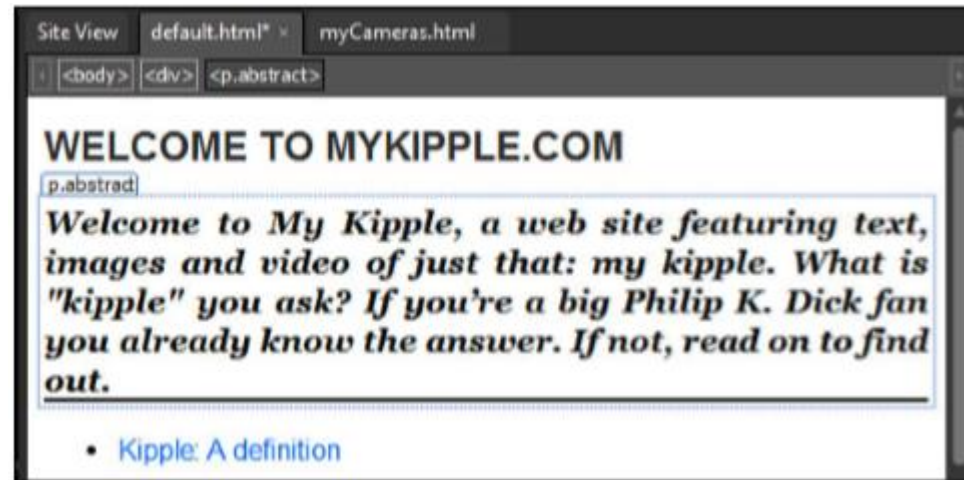 Site View default.html* × myCameras.html
<body> <div> <p.abstract>
WELCOME TO MYKIPPLE.COM
p.abstract
Welcome to My Kipple, a web site featuring text,
images and video of just that: my kipple. What is
"kipple" you ask? If you’re a big Philip K. Dick fan
you already know the answer. If not, read on to find
out.
• Kipple: A definition